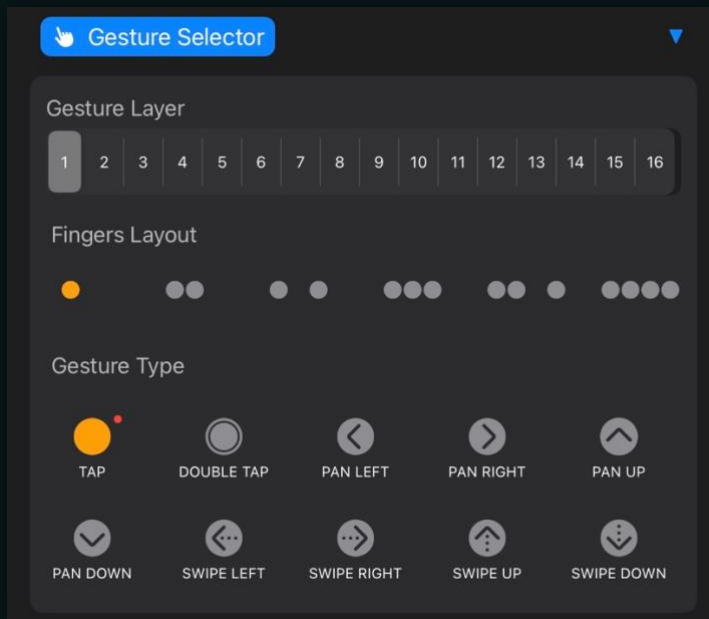 Gesture Selector
Gesture Layer
1 2 3 4 5 6 7 8 9 10 11 12 13 14 15 16
Fingers Layout
Gesture Type
TAP DOUBLE TAP PAN LEFT PAN RIGHT PAN UP
PAN DOWN SWIPE LEFT SWIPE RIGHT SWIPE UP SWIPE DOWN